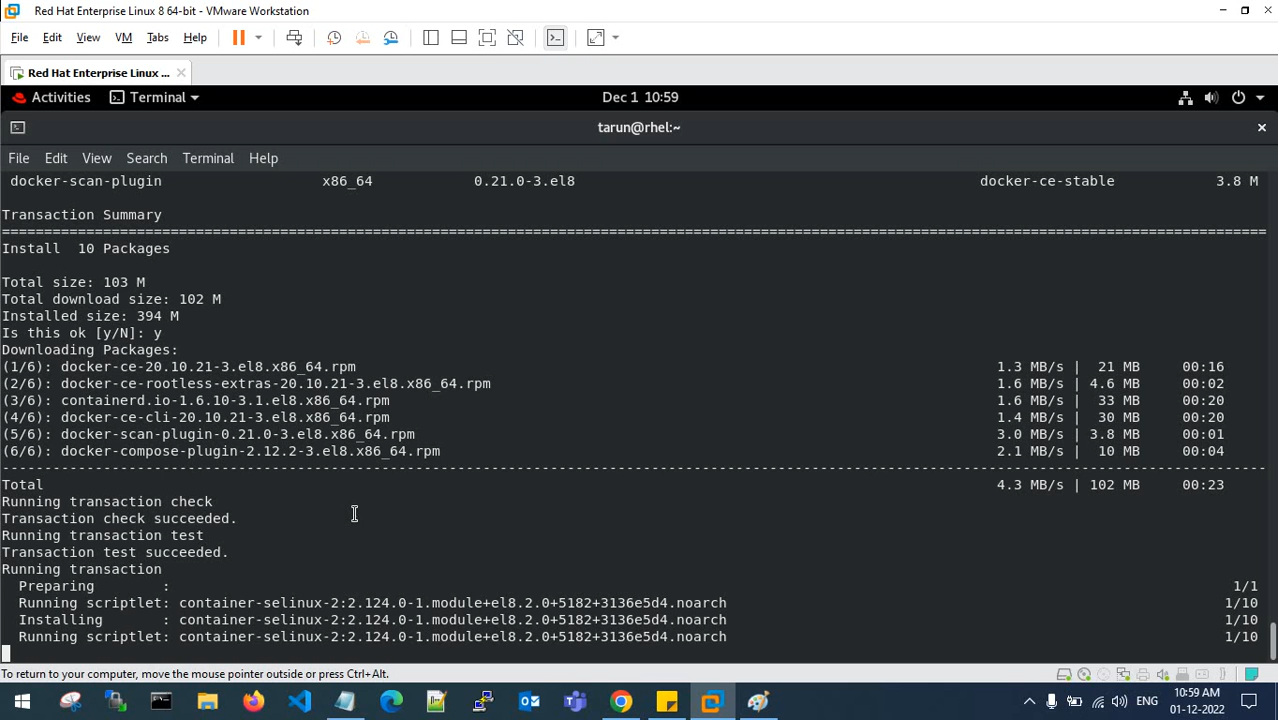 Red Hat Enterprise Linux 8 64-bit - VMware Workstation
File Edit View VM Tabs Help
Red Hat Enterprise Linux ...
Activities Terminal Dec 1 10:59
tarun@rhel:~
File Edit View Search Terminal Help
docker-scan-plugin x86_64 0.21.0-3.el8 docker-ce-stable 3.8 M
Transaction Summary
================================================================================
Install 10 Packages
Total size: 103 M
Total download size: 102 M
Installed size: 394 M
Is this ok [y/N]: y
Downloading Packages:
(1/6): docker-ce-20.10.21-3.el8.x86_64.rpm 1.3 MB/s | 21 MB 00:16
(2/6): docker-ce-rootless-extras-20.10.21-3.el8.x86_64.rpm 1.6 MB/s | 4.6 MB 00:02
(3/6): containerd.io-1.6.10-3.1.el8.x86_64.rpm 1.6 MB/s | 33 MB 00:20
(4/6): docker-ce-cli-20.10.21-3.el8.x86_64.rpm 1.4 MB/s | 30 MB 00:20
(5/6): docker-scan-plugin-0.21.0-3.el8.x86_64.rpm 3.0 MB/s | 3.8 MB 00:01
(6/6): docker-compose-plugin-2.12.2-3.el8.x86_64.rpm 2.1 MB/s | 10 MB 00:04
--------------------------------------------------------------------------------
Total 4.3 MB/s | 102 MB 00:23
Running transaction check
Transaction check succeeded.
Running transaction test
Transaction test succeeded.
Running transaction
Preparing : 1/1
Running scriptlet: container-selinux-2:2.124.0-1.module+el8.2.0+5182+3136e5d4.noarch 1/10
Installing : container-selinux-2:2.124.0-1.module+el8.2.0+5182+3136e5d4.noarch 1/10
Running scriptlet: container-selinux-2:2.124.0-1.module+el8.2.0+5182+3136e5d4.noarch 1/10
To return to your computer, move the mouse pointer outside or press Ctrl+Alt.
ENG 10:59 AM
01-12-2022